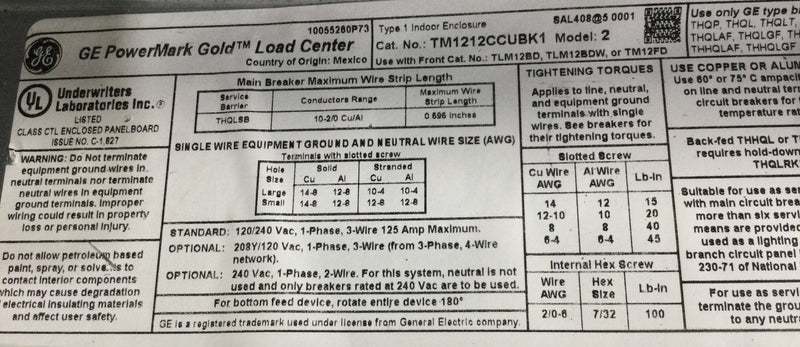 10055260P73
GE PowerMark Gold™ Load Center
Country of Origin: Mexico
Type 1 Indoor Enclosure
SAL408@5 0001
Cat. No.: TM1212CCUBK1 Model: 2
Use with Front Cat. No.: TLM12BD, TLM12BDW, or TM12FD
Use only GE type b
THQP, THQL, THQLT,
THQLAF, THQLGF,
THHQLAF, THHQLGF
UL
Underwriters
Laboratories Inc.®
LISTED
CLASS CTL ENCLOSED PANELBOARD
ISSUE NO. C-1,827
WARNING: Do Not terminate
equipment ground wires in
neutral terminals nor terminate
neutral wires in equipment
ground terminals. Improper
wiring could result in property
loss or personal injury.
Do not allow petroleum based
paint, spray, or solvents to
contact interior components
which may cause degradation
electrical insulating materials
and affect user safety.
Main Breaker Maximum Wire Strip Length
Service Barrier Conductors Range Maximum Wire Strip Length
THQLSB 10-2/0 Cu/Al 0.695 inches
SINGLE WIRE EQUIPMENT GROUND AND NEUTRAL WIRE SIZE (AWG)
Terminals with slotted screw
Hole Size Solid Stranded
Cu Al Cu Al
Large 14-8 12-8 10-4 10-4
Small 14-8 12-8 12-8 12-8
STANDARD: 120/240 Vac, 1-Phase, 3-Wire 125 Amp Maximum.
OPTIONAL: 208Y/120 Vac, 1-Phase, 3-Wire (from 3-Phase, 4-Wire
network).
OPTIONAL: 240 Vac, 1-Phase, 2-Wire. For this system, neutral is not
used and only breakers rated at 240 Vac are to be used.
For bottom feed device, rotate entire device 180°
GE is a registered trademark used under license from General Electric company.
TIGHTENING TORQUES
Applies to line, neutral,
and equipment ground
terminals with single
wires. See breakers for
their tightening torques.
Slotted Screw
Cu Wire AWG Al Wire AWG Lb-in
14 12 15
12-10 10 20
8 8 40
6-4 6-4 45
Internal Hex Screw
Wire AWG Hex Size Lb-in
2/0-6 7/32 100
USE COPPER OR ALUM
Use 60° or 75° C ampacit
on line and neutral ter
circuit breakers for
temperature rat
Back-fed THHQL or T
requires hold-down
THQLRK
Suitable for use as se
with main circuit brea
more than six servi
means are provided
used as a lighting
branch circuit panel
230-71 of National
For use as servi
terminate the groun
to any neutra